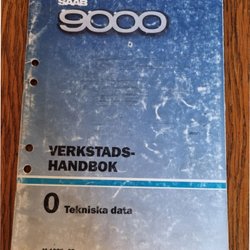 SAAB
9000
VERKSTADS-
HANDBOK
0 Tekniska data